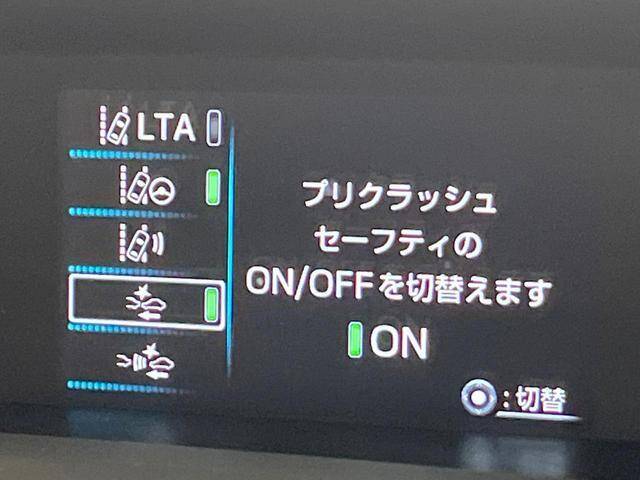 LTA
プリクラッシュ
セーフティの
ON/OFFを切替えます
ON
:切替